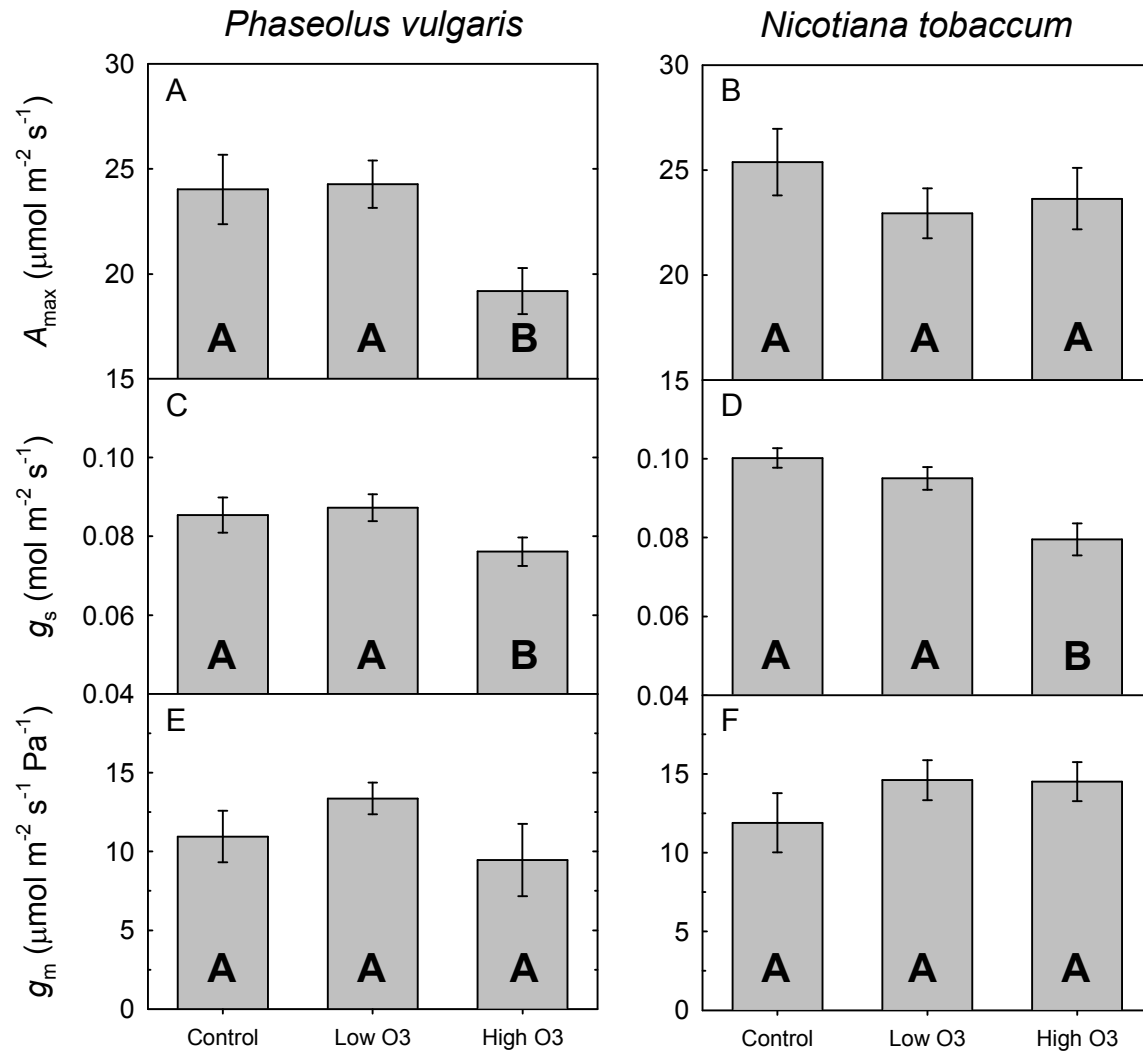 Phaseolus vulgaris Nicotiana tobaccum
A_max (μmol m⁻² s⁻¹)
30
25
20
15
A
A A B
30
25
20
15
B
A A A
g_s (mol m⁻² s⁻¹)
0.10
0.08
0.06
0.04
C
A A B
0.10
0.08
0.06
0.04
D
A A B
g_m (μmol m⁻² s⁻¹ Pa⁻¹)
15
10
5
0
E
A A A
15
10
5
0
F
A A A
Control Low O3 High O3
Control Low O3 High O3